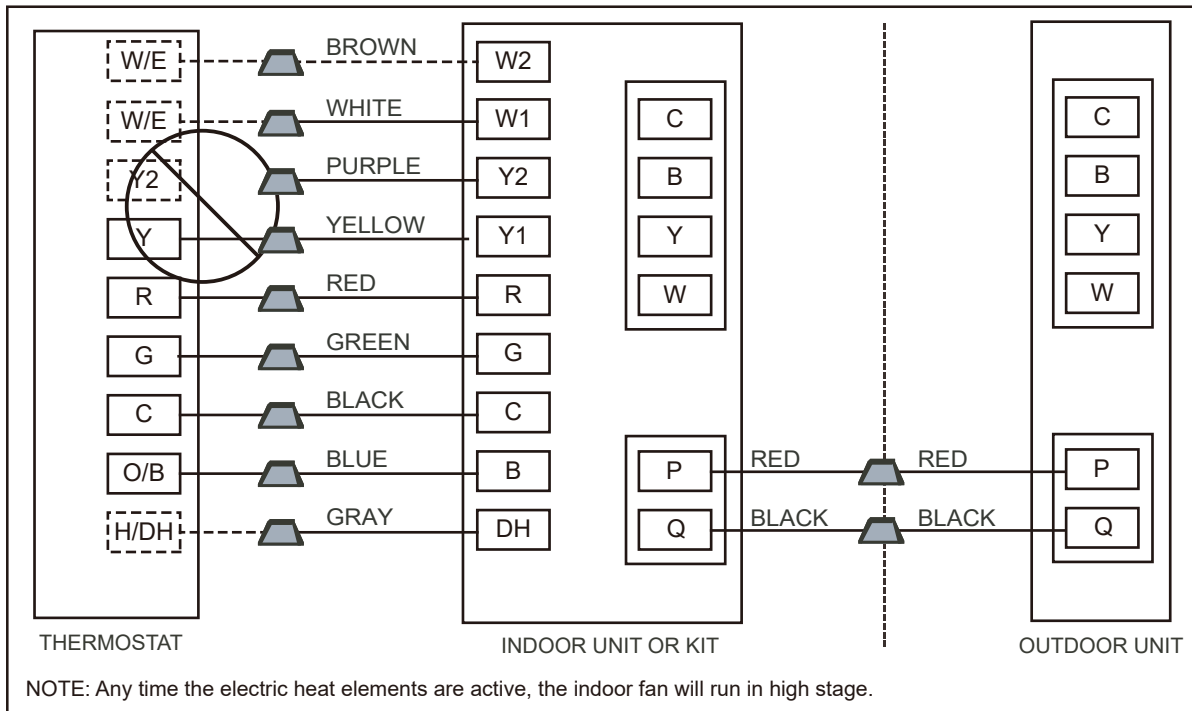 W/E BROWN W2
W/E WHITE W1 C C
Y2 PURPLE Y2 B B
Y YELLOW Y1 Y Y
R RED R W W
G GREEN G
C BLACK C
O/B BLUE B P RED RED P
H/DH GRAY DH Q BLACK BLACK Q
THERMOSTAT INDOOR UNIT OR KIT OUTDOOR UNIT
NOTE: Any time the electric heat elements are active, the indoor fan will run in high stage.